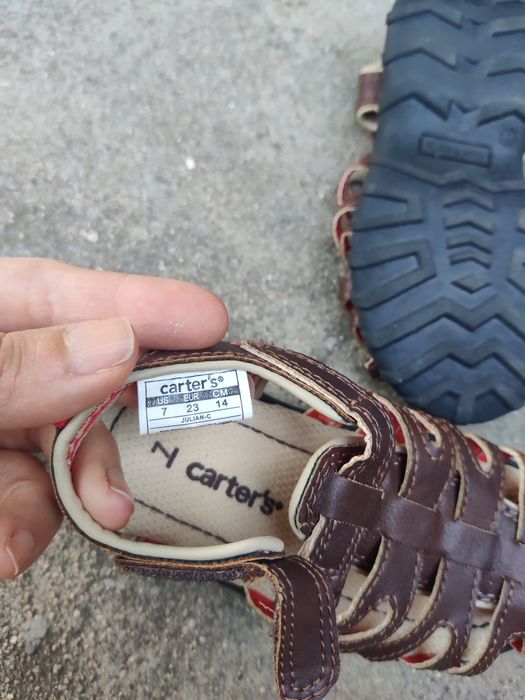 carter's®
US EUR CM
7 23 14
JULIAN-C
7 carter's®